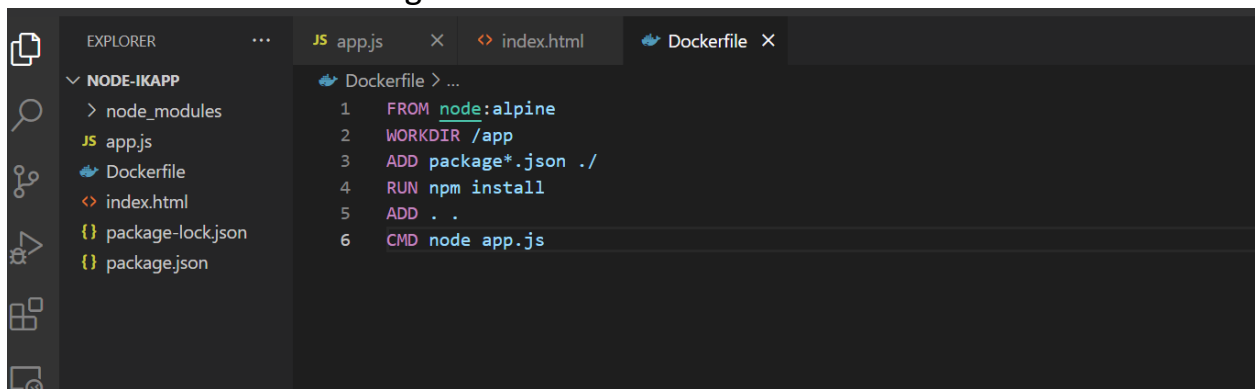 EXPLORER ...
NODE-IKAPP
node_modules
JS app.js
Dockerfile
index.html
{} package-lock.json
{} package.json
JS app.js × index.html Dockerfile ×
Dockerfile > ...
1 FROM node:alpine
2 WORKDIR /app
3 ADD package*.json ./
4 RUN npm install
5 ADD . .
6 CMD node app.js